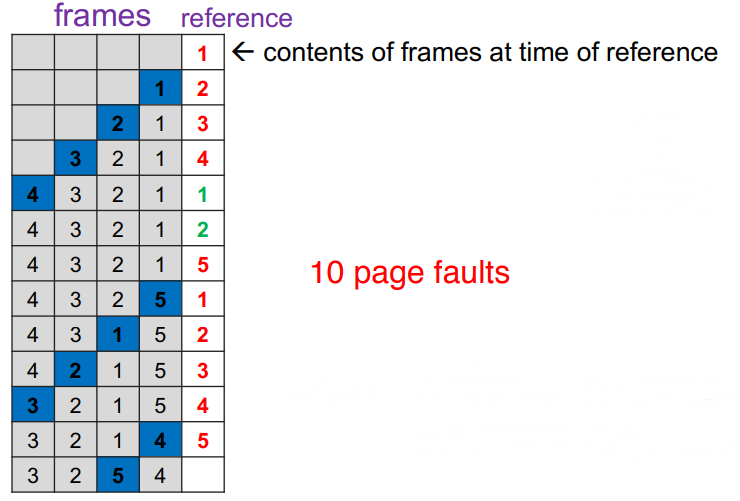 frames reference
1 ← contents of frames at time of reference
1 2
2 1 3
3 2 1 4
4 3 2 1 1
4 3 2 1 2
4 3 2 1 5
10 page faults
4 3 2 5 1
4 3 1 5 2
4 2 1 5 3
3 2 1 5 4
3 2 1 4 5
3 2 5 4